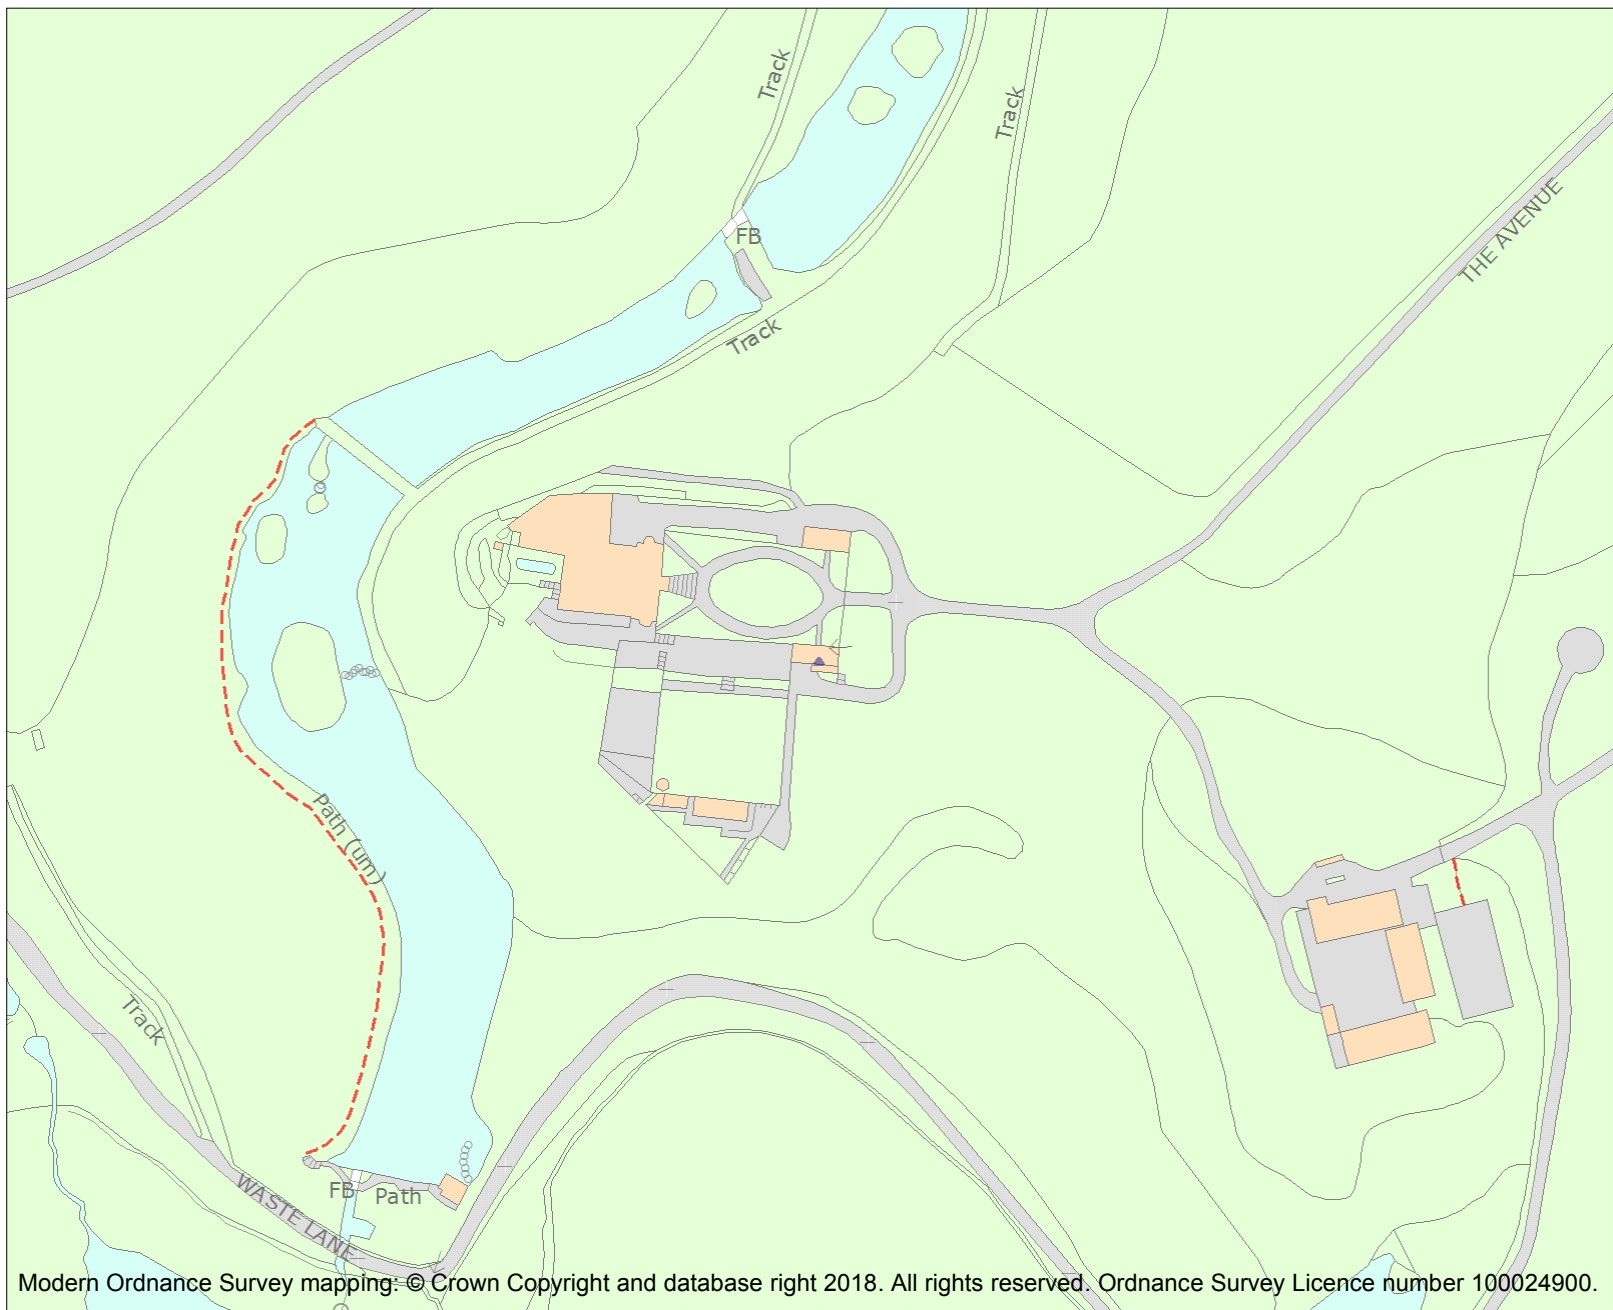 Track
Track
THE AVENUE
FB
Track
Path (um)
Track
FB
Path
WASTE LANE
Modern Ordnance Survey mapping: © Crown Copyright and database right 2018. All rights reserved. Ordnance Survey Licence number 100024900.